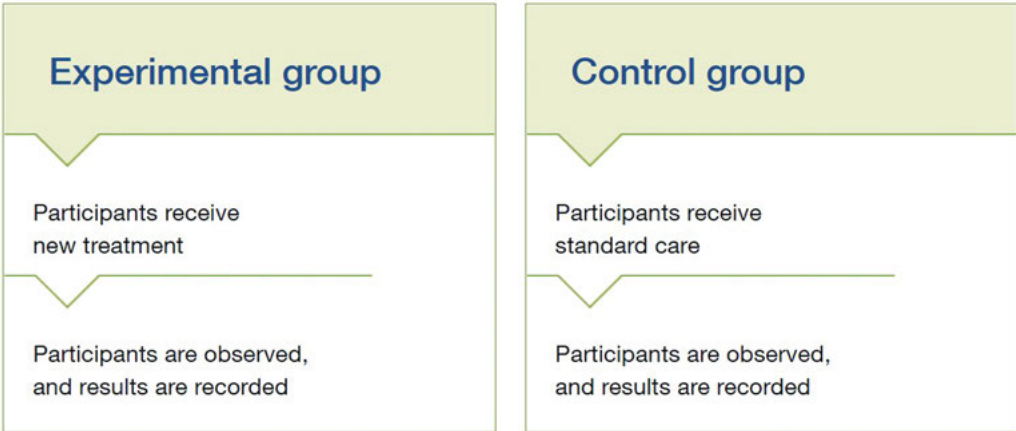 Experimental group
Participants receive
new treatment
Participants are observed,
and results are recorded
Control group
Participants receive
standard care
Participants are observed,
and results are recorded